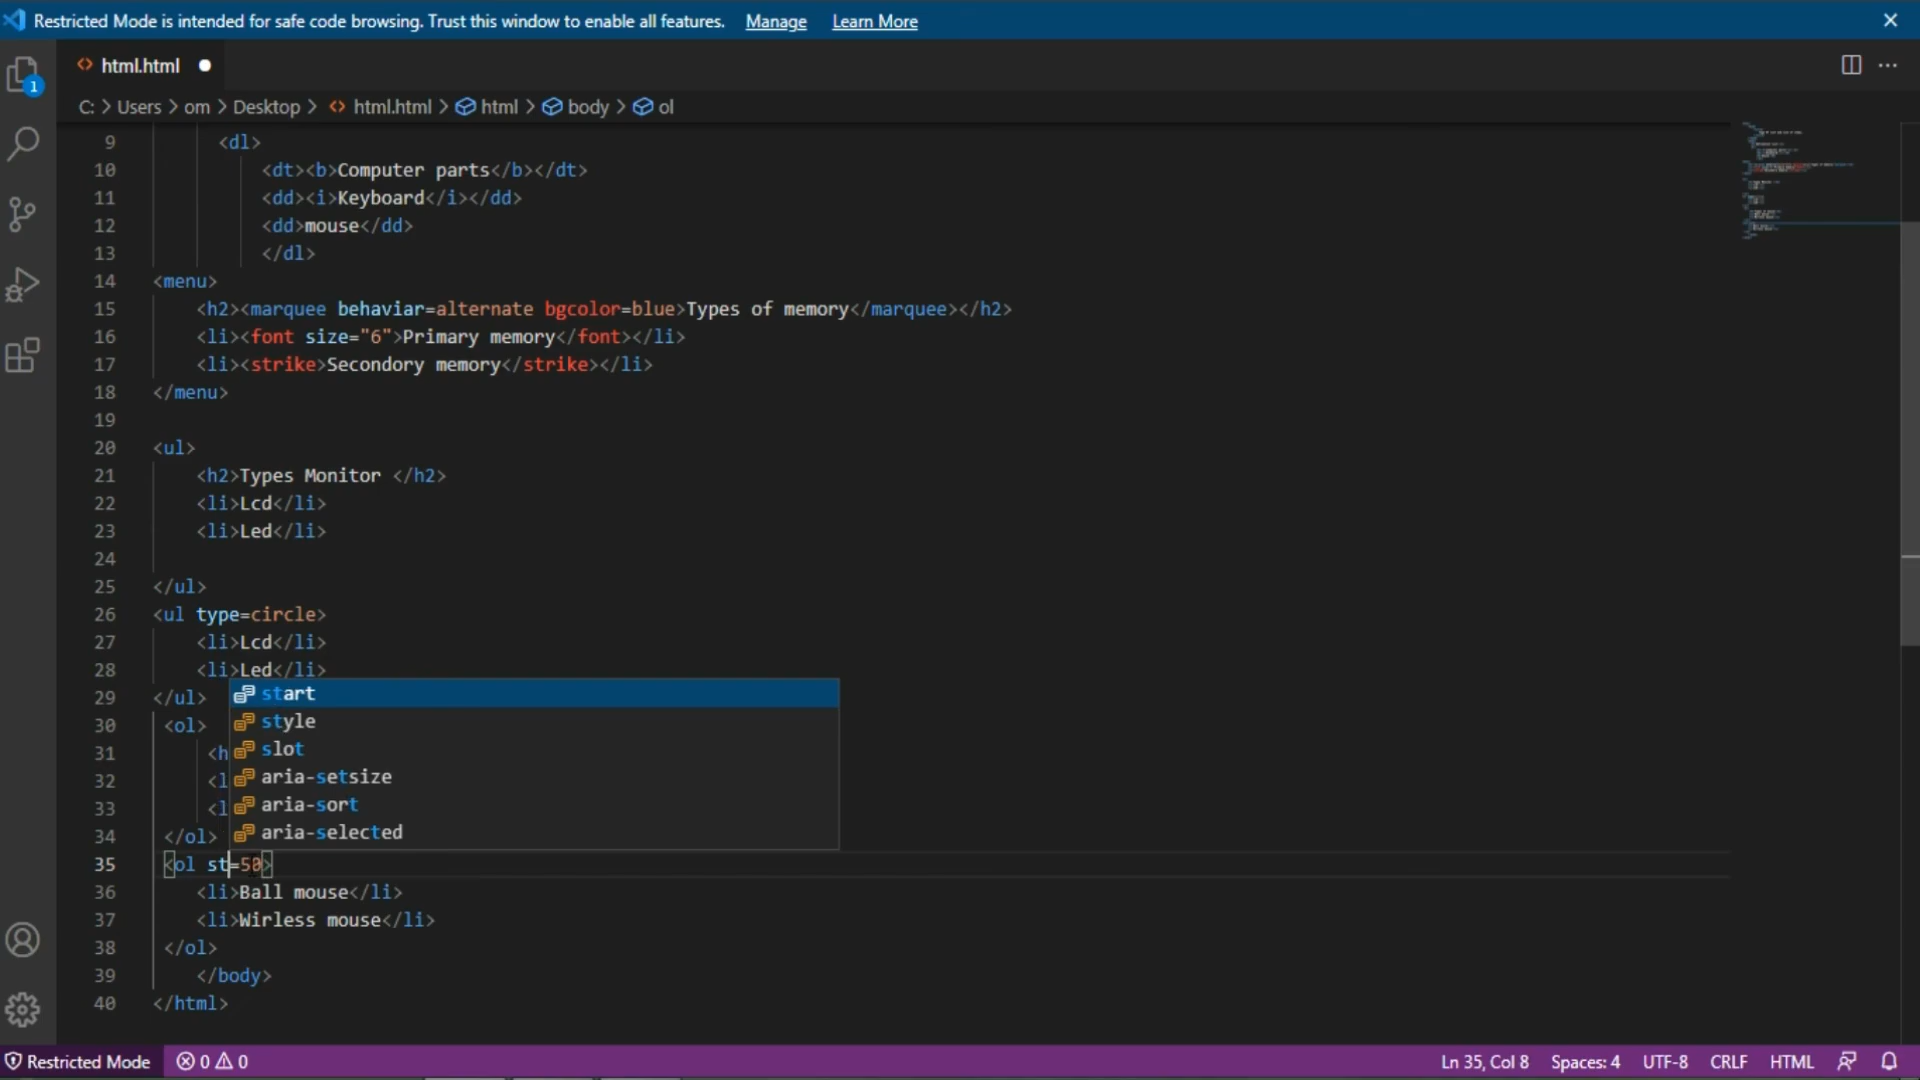 Restricted Mode is intended for safe code browsing. Trust this window to enable all features. Manage Learn More
html.html
1
C: > Users > om > Desktop > html.html > html > body > ol
9 <dl>
10 <dt><b>Computer parts</b></dt>
11 <dd><i>Keyboard</i></dd>
12 <dd>mouse</dd>
13 </dl>
14 <menu>
15 <h2><marquee behaviar=alternate bgcolor=blue>Types of memory</marquee></h2>
16 <li><font size="6">Primary memory</font></li>
17 <li><strike>Secondory memory</strike></li>
18 </menu>
19
20 <ul>
21 <h2>Types Monitor </h2>
22 <li>Lcd</li>
23 <li>Led</li>
24
25 </ul>
26 <ul type=circle>
27 <li>Lcd</li>
28 <li>Led</li>
29 </ul>
start
30 <ol>
style
31 <h
slot
32 <l
aria-setsize
33 <l
aria-sort
34 </ol>
aria-selected
35 <ol st=50>
36 <li>Ball mouse</li>
37 <li>Wirless mouse</li>
38 </ol>
39 </body>
40 </html>
Restricted Mode 0 0 Ln 35, Col 8 Spaces: 4 UTF-8 CRLF HTML